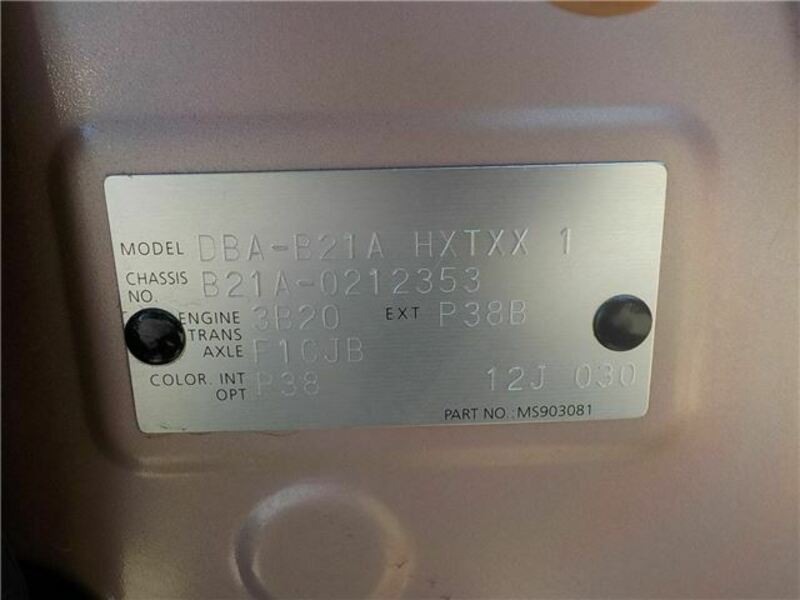 MODEL DBA-B21A HXTXX 1
CHASSIS NO. B21A-0212353
ENGINE 3B20 EXT P38B
TRANS AXLE F1CJB
COLOR. INT OPT P38 12J 030
PART NO.:MS903081